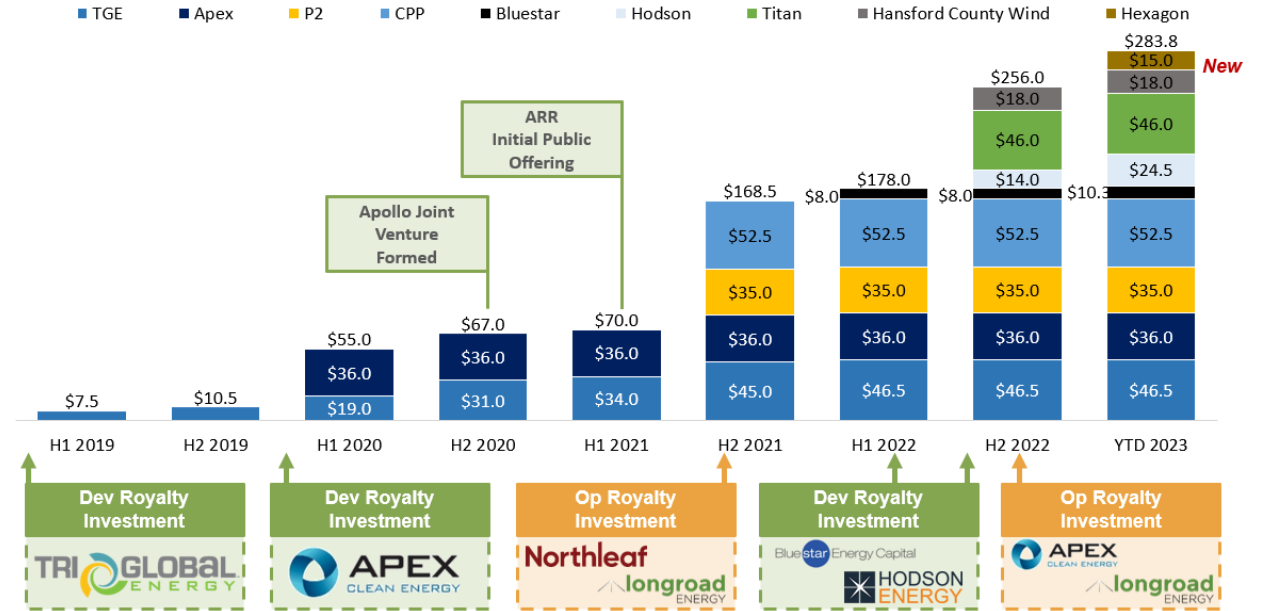 TGE Apex P2 CPP Bluestar Hodson Titan Hansford County Wind Hexagon
$283.8
$15.0
New
$256.0
$18.0
$18.0
ARR
Initial Public
Offering
$46.0
$46.0
$24.5
$168.5
$178.0
$14.0
$8.0
$8.0
$10.3
Apollo Joint
Venture
Formed
$52.5
$52.5
$52.5
$52.5
$35.0
$35.0
$35.0
$35.0
$55.0
$67.0
$70.0
$36.0
$36.0
$36.0
$36.0
$36.0
$36.0
$36.0
$7.5
$10.5
$19.0
$31.0
$34.0
$45.0
$46.5
$46.5
$46.5
H1 2019 H2 2019 H1 2020 H2 2020 H1 2021 H2 2021 H1 2022 H2 2022 YTD 2023
Dev Royalty
Investment
TRI GLOBAL
ENERGY
Dev Royalty
Investment
APEX
CLEAN ENERGY
Op Royalty
Investment
Northleaf
longroad
ENERGY
Dev Royalty
Investment
Bluestar Energy Capital
HODSON
ENERGY
Op Royalty
Investment
APEX
CLEAN ENERGY
longroad
ENERGY